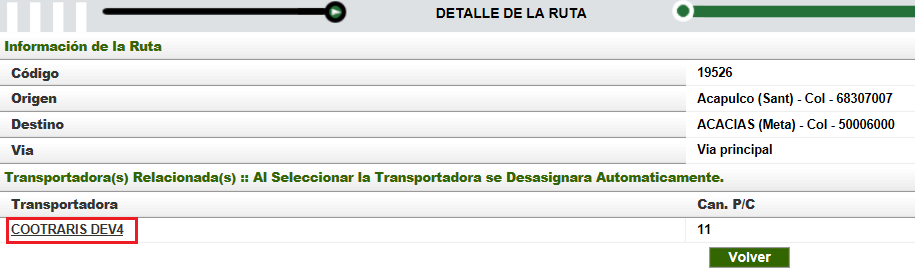 DETALLE DE LA RUTA
Información de la Ruta
Código 19526
Origen Acapulco (Sant) - Col - 68307007
Destino ACACIAS (Meta) - Col - 50006000
Via Via principal
Transportadora(s) Relacionada(s) :: Al Seleccionar la Transportadora se Desasignara Automaticamente.
Transportadora Can. P/C
COOTRARIS DEV4 11
Volver